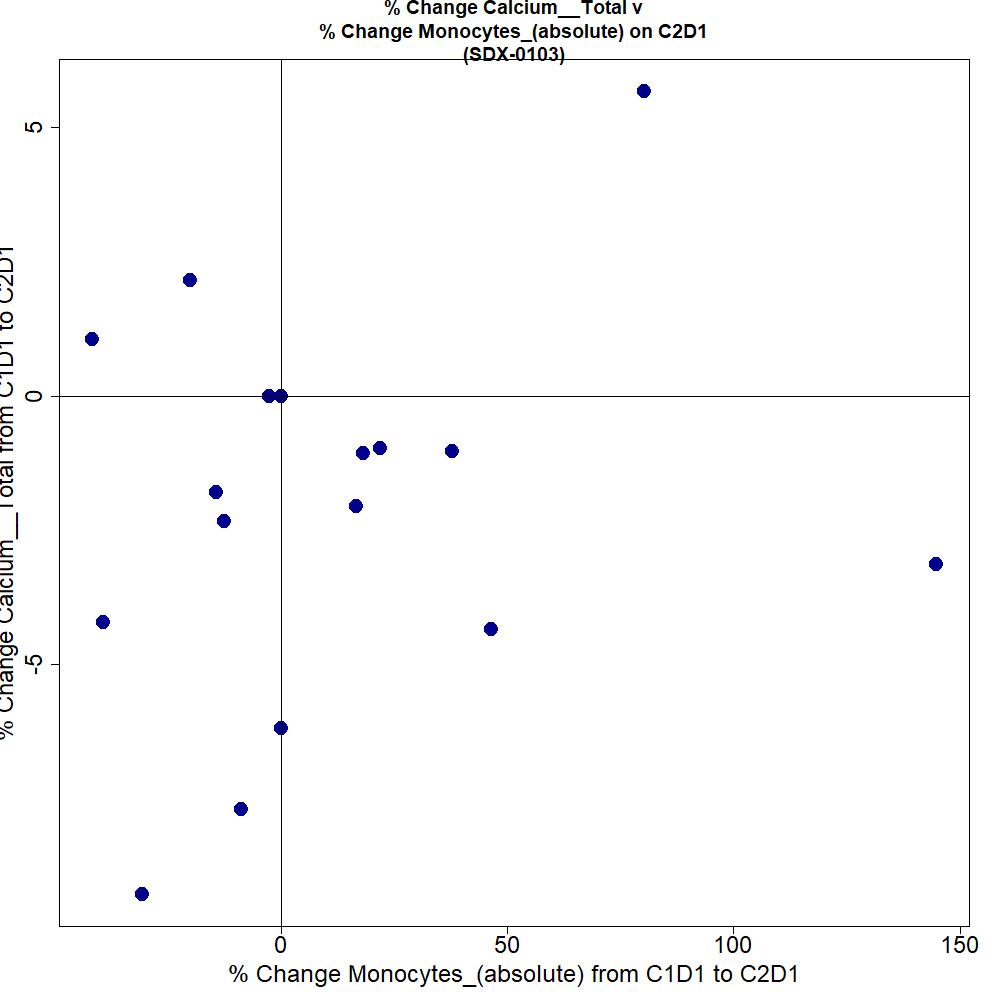 % Change Calcium__Total v
% Change Monocytes_(absolute) on C2D1
(SDX-0103)
% Change Calcium__Total from C1D1 to C2D1
5
0
-5
0
50
100
150
% Change Monocytes_(absolute) from C1D1 to C2D1